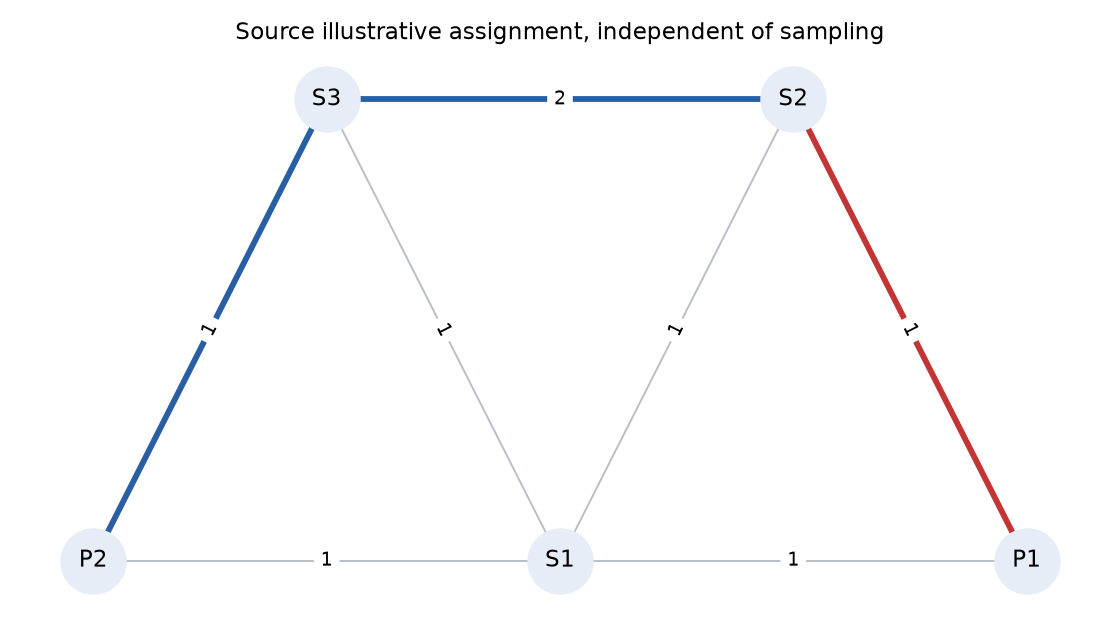 Source illustrative assignment, independent of sampling
S3
2
S2
1
1
1
1
P2
1
S1
1
P1